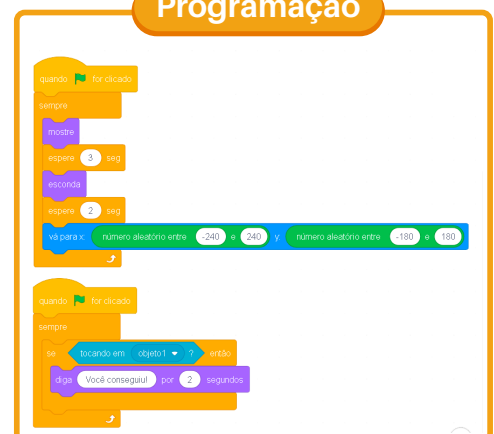 Programação
quando for clicado
sempre
mostre
espere 3 seg
esconda
espere 2 seg
vá para x: número aleatório entre -240 e 240 y: número aleatório entre -180 e 180
quando for clicado
sempre
se tocando em objeto1 ? então
diga Você conseguiu! por 2 segundos